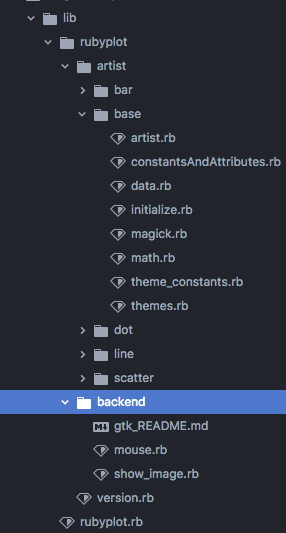 lib
rubyplot
artist
bar
base
artist.rb
constantsAndAttributes.rb
data.rb
initialize.rb
magick.rb
math.rb
theme_constants.rb
themes.rb
dot
line
scatter
backend
gtk_README.md
mouse.rb
show_image.rb
version.rb
rubyplot.rb